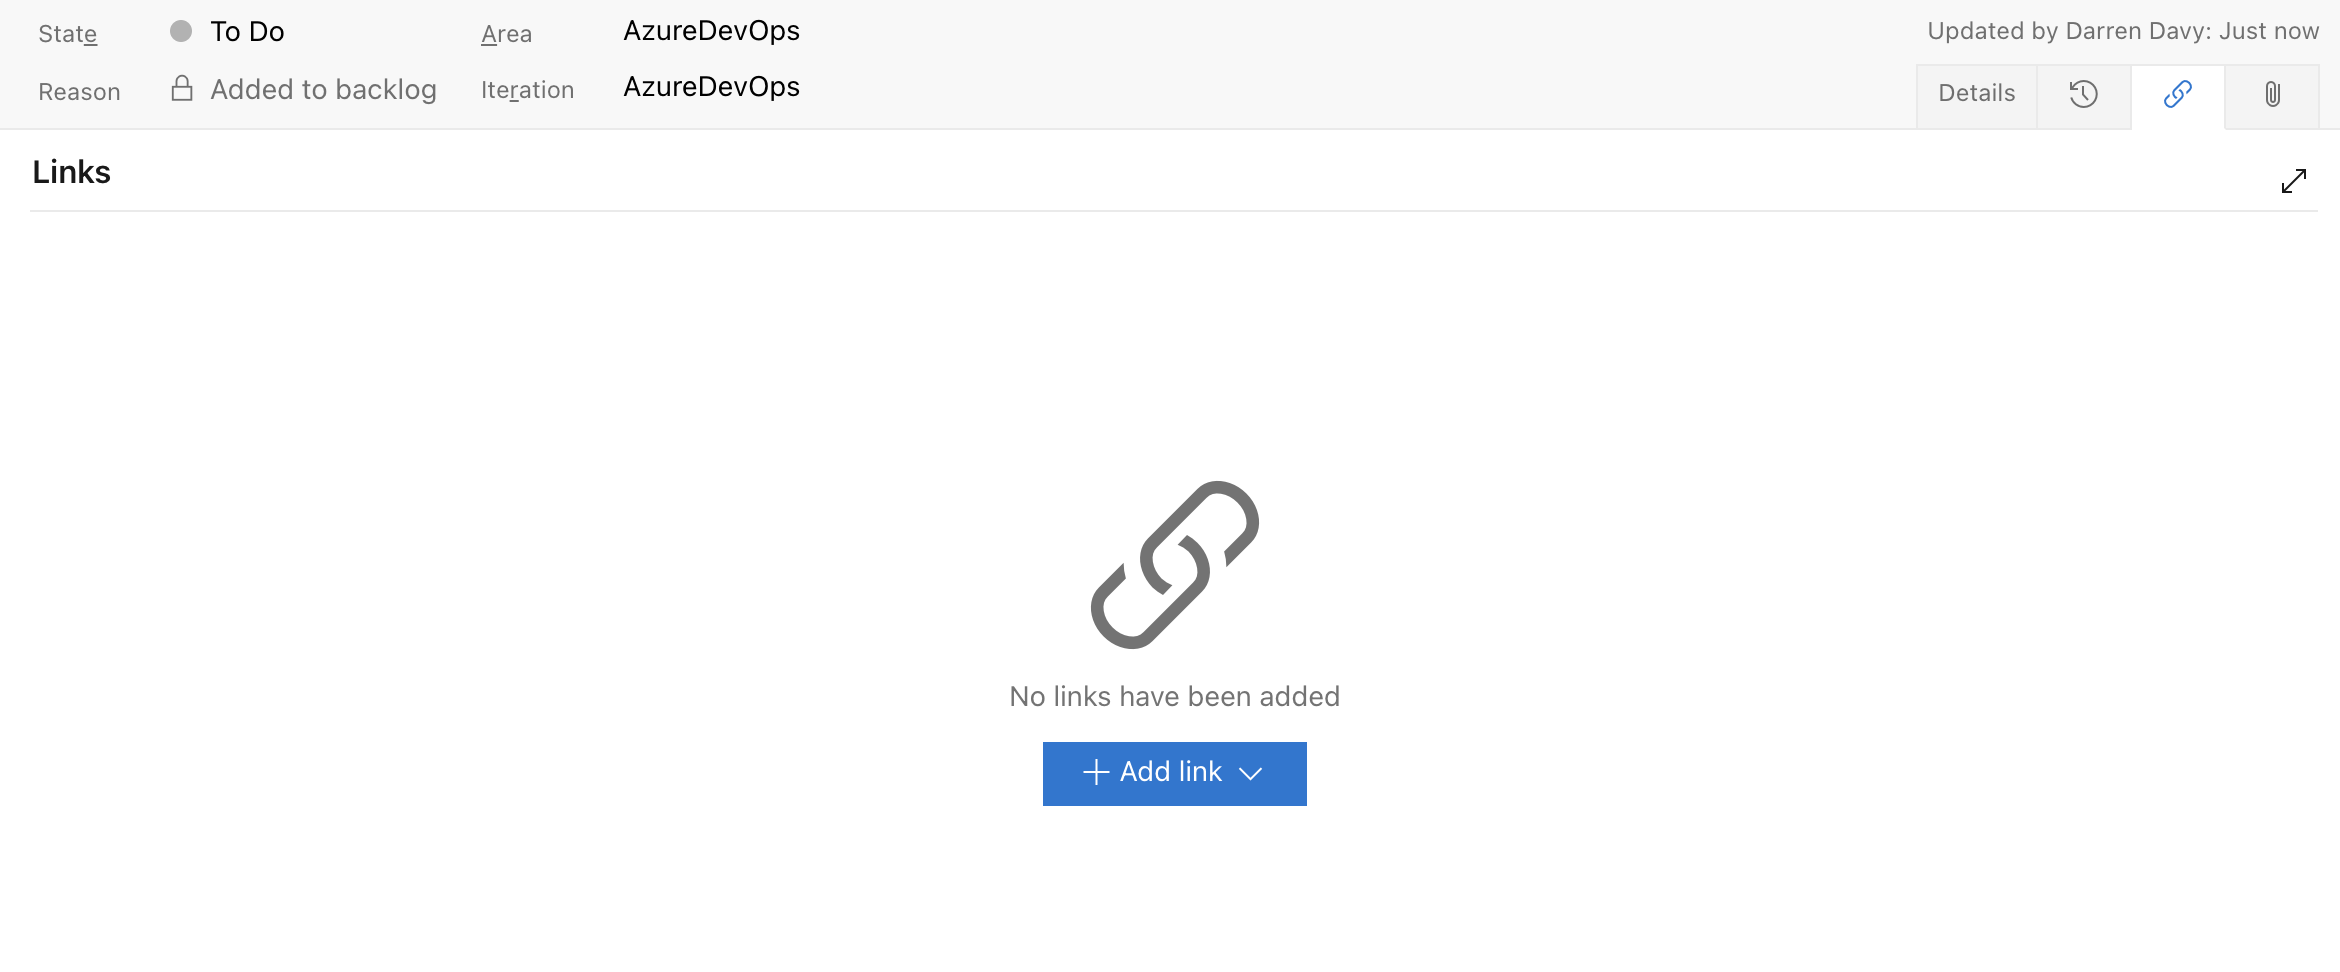 State To Do Area AzureDevOps Updated by Darren Davy: Just now
Reason Added to backlog Iteration AzureDevOps Details
Links
No links have been added
Add link